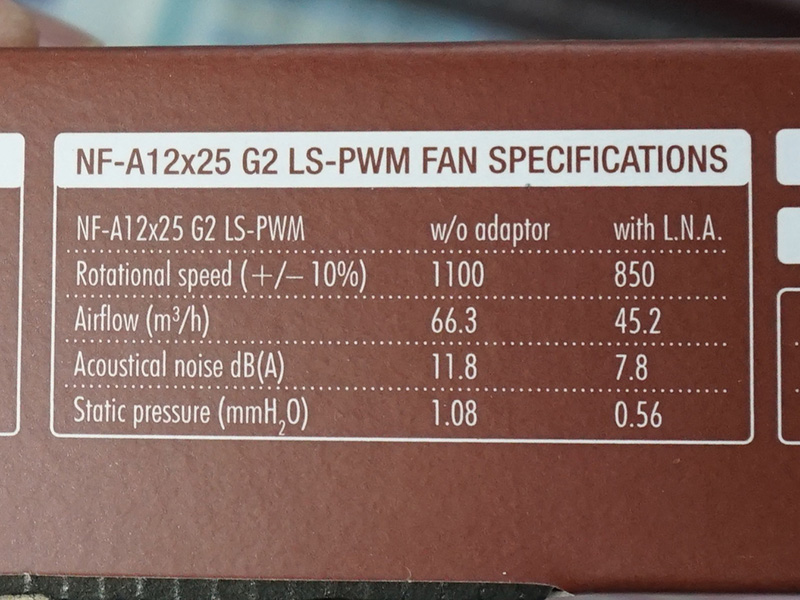 NF-A12x25 G2 LS-PWM FAN SPECIFICATIONS
NF-A12x25 G2 LS-PWM w/o adaptor with L.N.A.
Rotational speed (+/− 10%) 1100 850
Airflow (m³/h) 66.3 45.2
Acoustical noise dB(A) 11.8 7.8
Static pressure (mmH₂O) 1.08 0.56